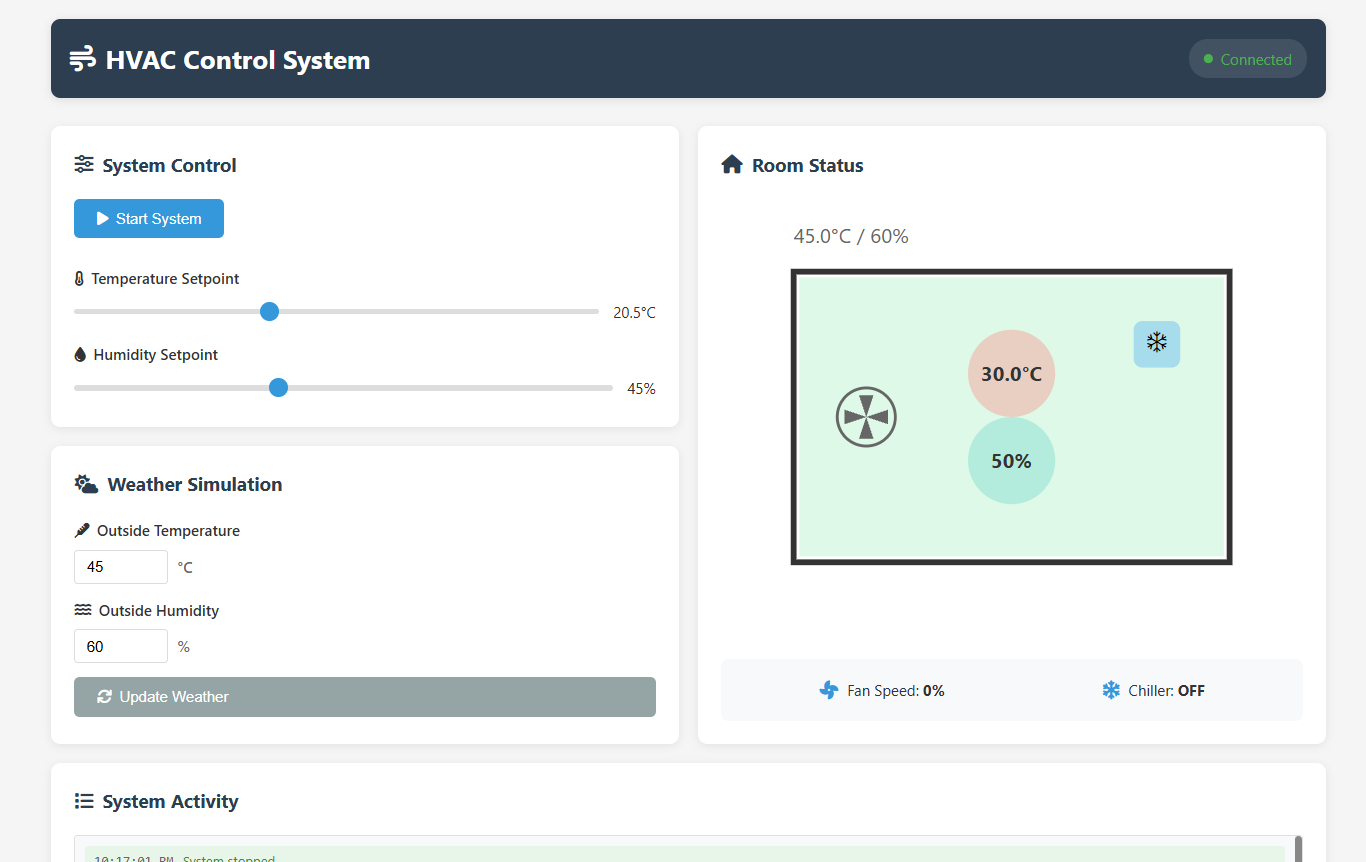 HVAC Control System
Connected
System Control
Start System
Temperature Setpoint
20.5°C
Humidity Setpoint
45%
Weather Simulation
Outside Temperature
45 °C
Outside Humidity
60 %
Update Weather
Room Status
45.0°C / 60%
30.0°C
50%
Fan Speed: 0%
Chiller: OFF
System Activity
10:17:01 PM System stopped